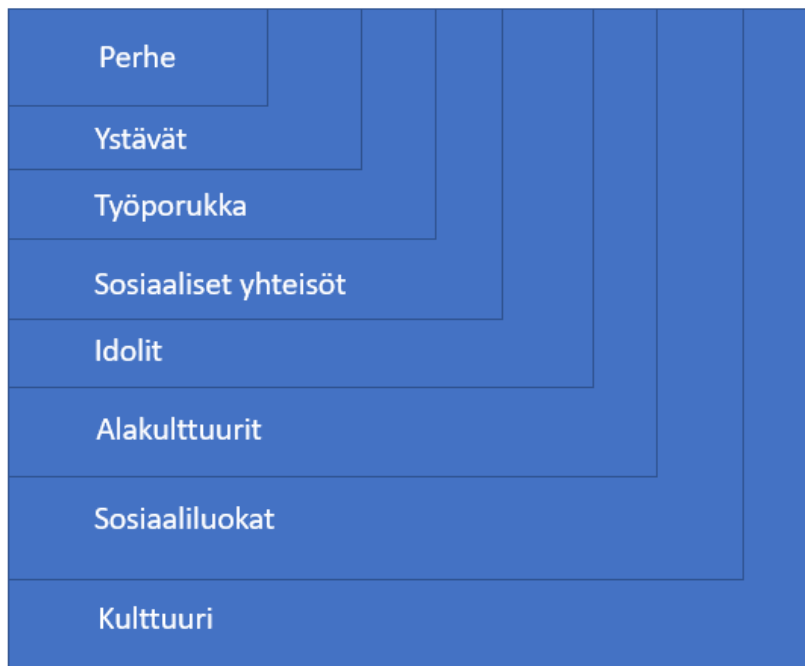 Perhe
Ystävät
Työporukka
Sosiaaliset yhteisöt
Idolit
Alakulttuurit
Sosiaaliluokat
Kulttuuri